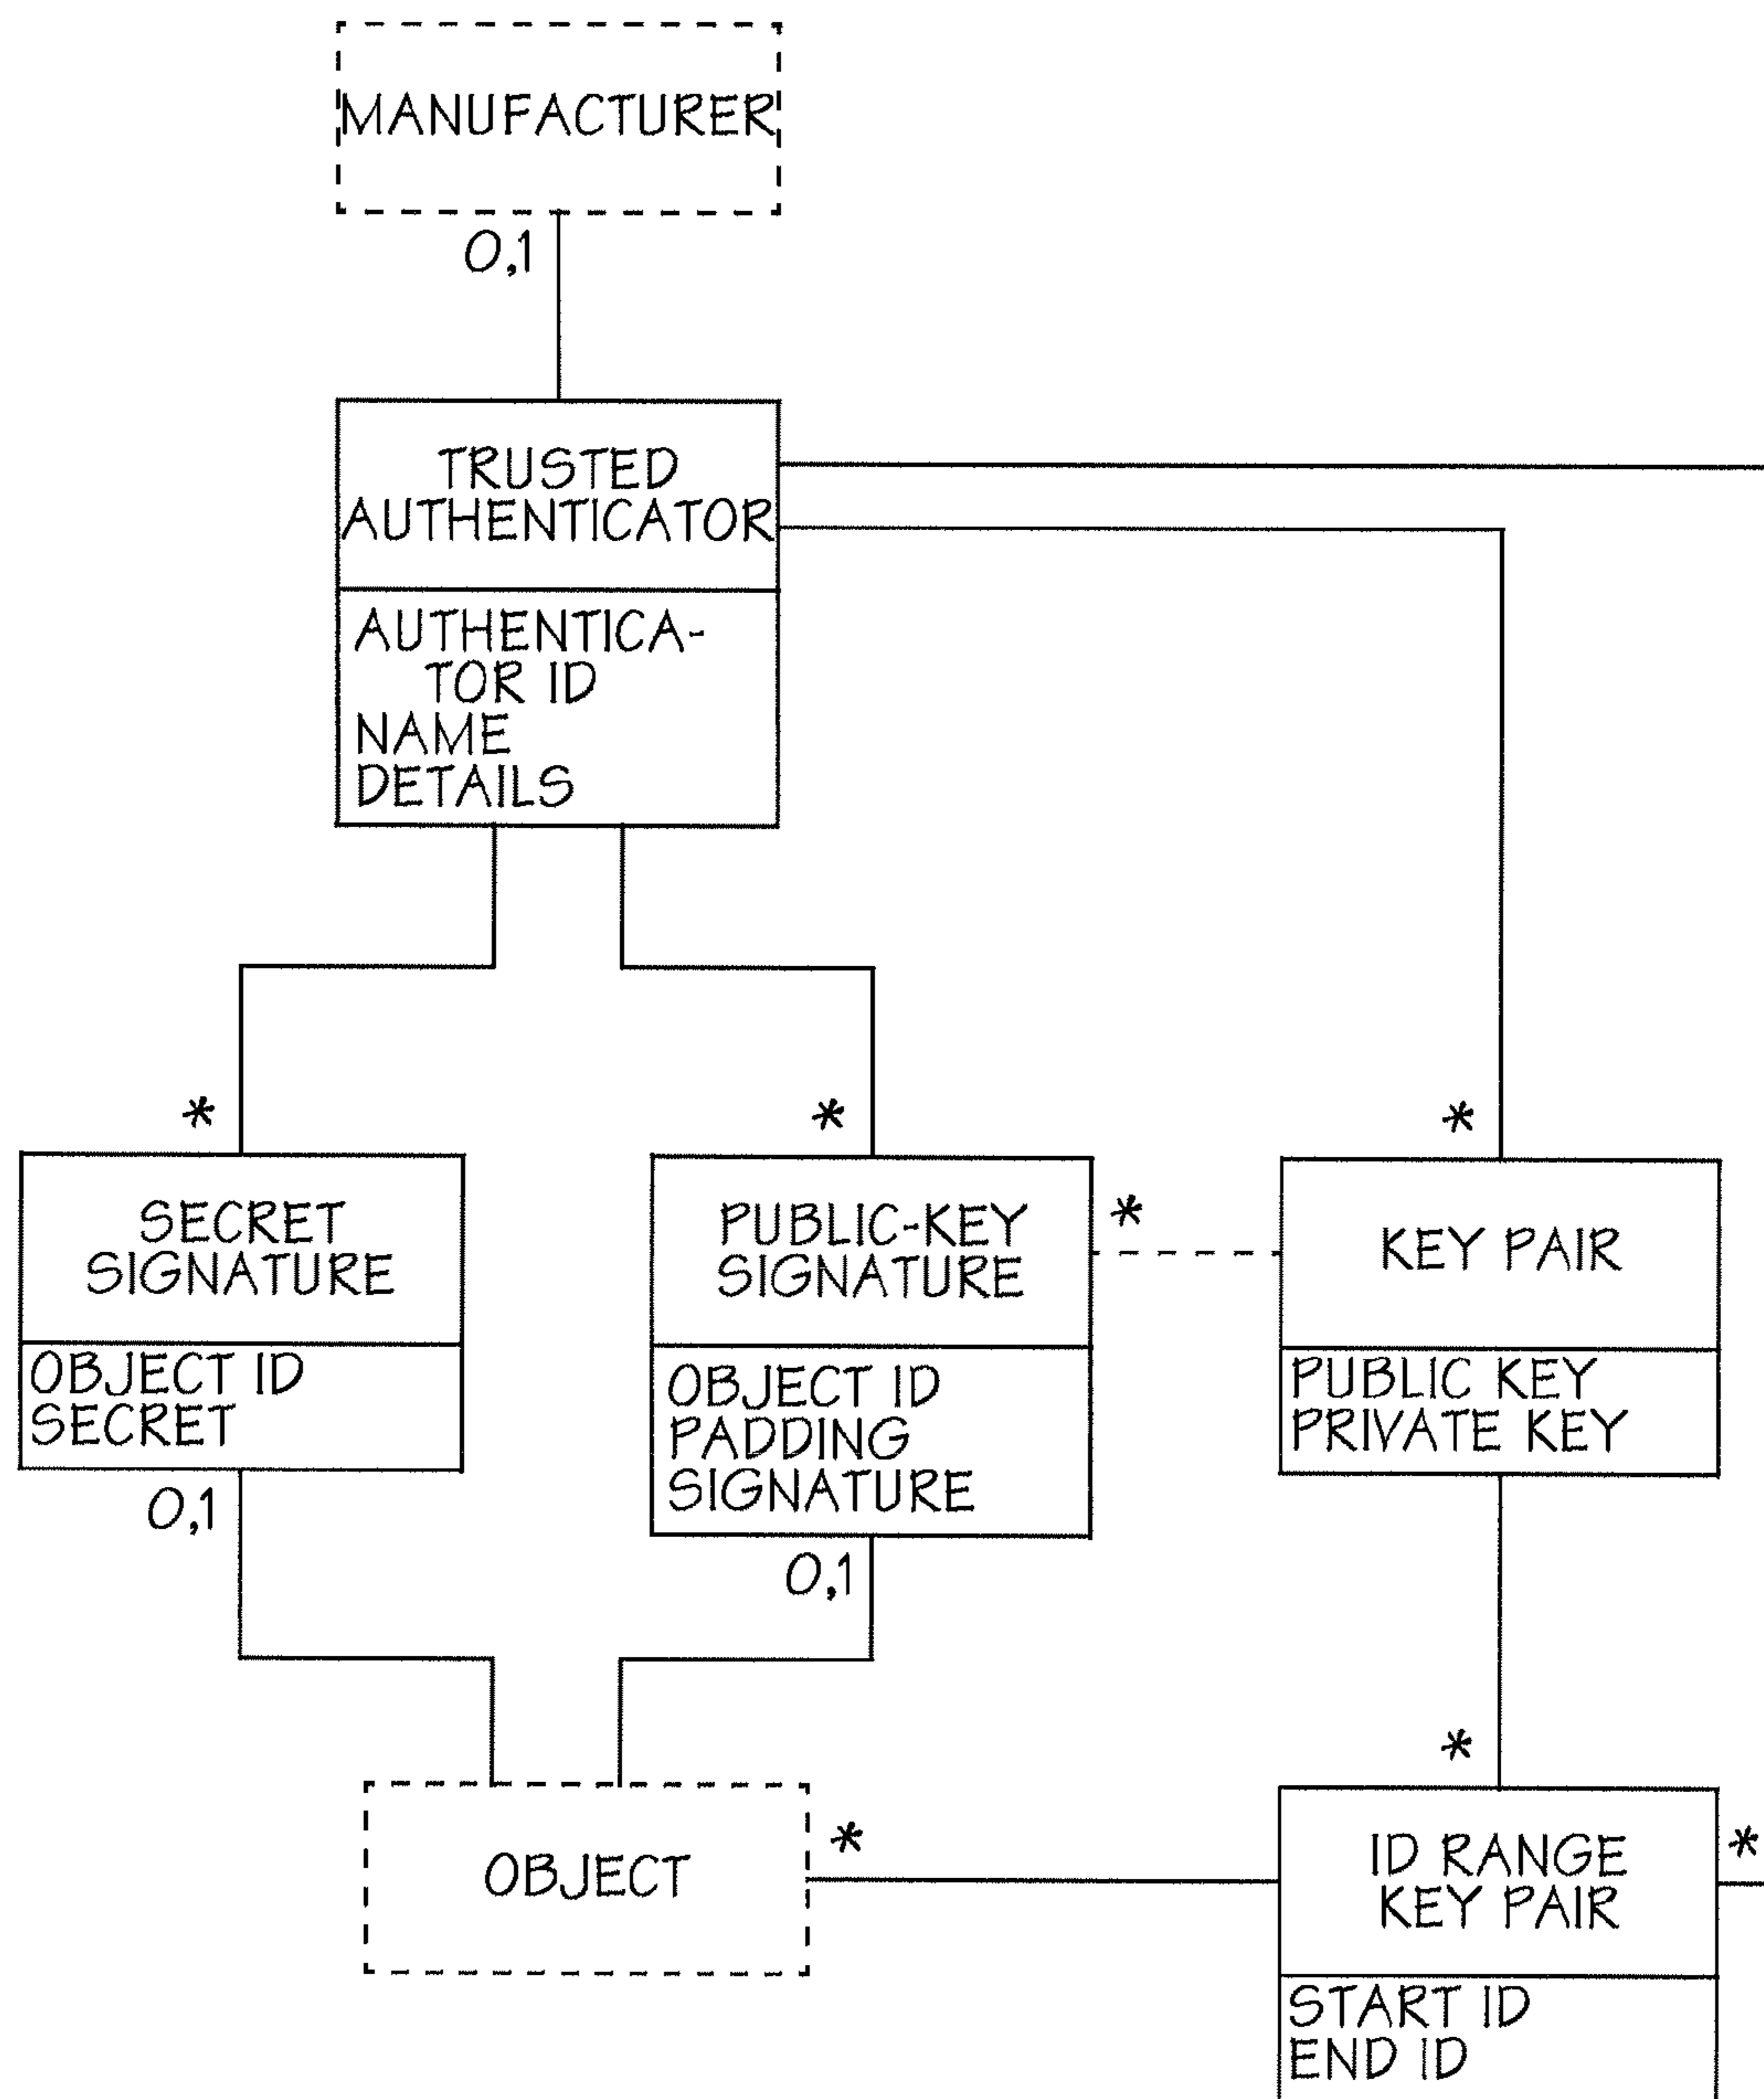 MANUFACTURER
0,1
TRUSTED
AUTHENTICATOR
AUTHENTICA-
TOR ID
NAME
DETAILS
*
*
*
SECRET
SIGNATURE
OBJECT ID
SECRET
0,1
PUBLIC-KEY
SIGNATURE
*
OBJECT ID
PADDING
SIGNATURE
0,1
KEY PAIR
PUBLIC KEY
PRIVATE KEY
*
OBJECT
*
ID RANGE
KEY PAIR
*
START ID
END ID